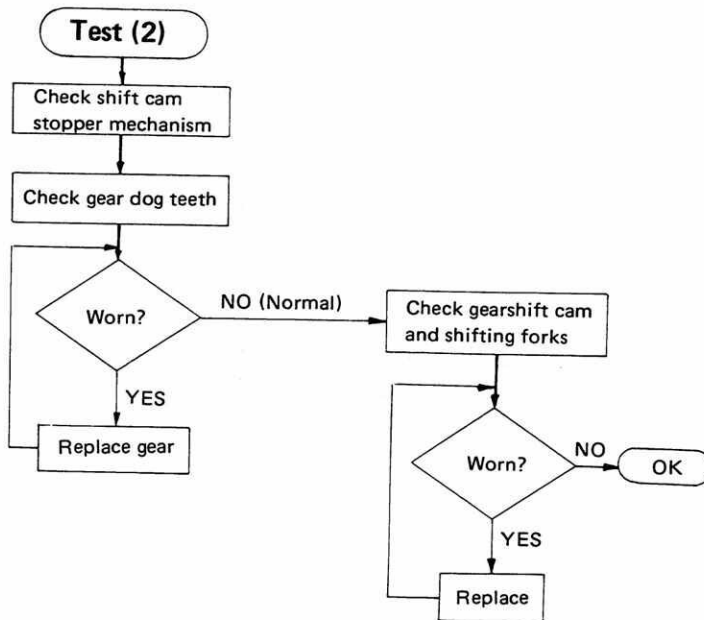 Test (2)
Check shift cam
stopper mechanism
Check gear dog teeth
Worn?
NO (Normal)
YES
Replace gear
Check gearshift cam
and shifting forks
Worn?
NO
OK
YES
Replace